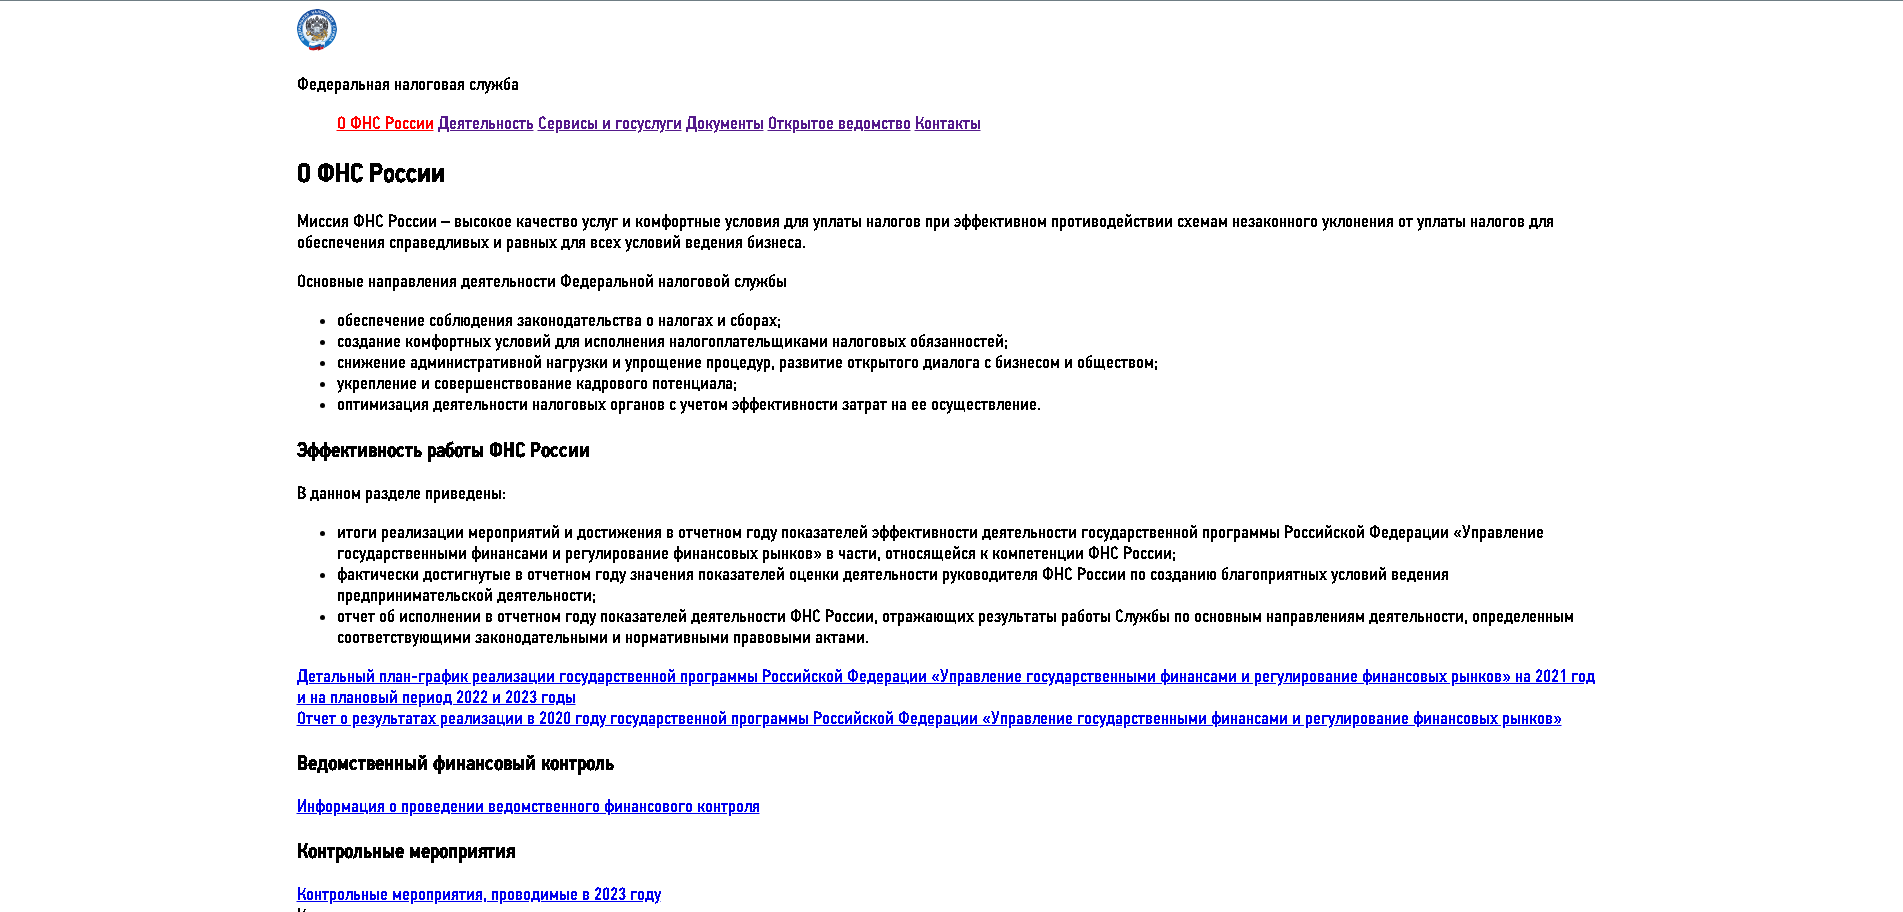 Федеральная налоговая служба
О ФНС России Деятельность Сервисы и госуслуги Документы Открытое ведомство Контакты
О ФНС России
Миссия ФНС России – высокое качество услуг и комфортные условия для уплаты налогов при эффективном противодействии схемам незаконного уклонения от уплаты налогов для
обеспечения справедливых и равных для всех условий ведения бизнеса.
Основные направления деятельности Федеральной налоговой службы
• обеспечение соблюдения законодательства о налогах и сборах;
• создание комфортных условий для исполнения налогоплательщиками налоговых обязанностей;
• снижение административной нагрузки и упрощение процедур, развитие открытого диалога с бизнесом и обществом;
• укрепление и совершенствование кадрового потенциала;
• оптимизация деятельности налоговых органов с учетом эффективности затрат на ее осуществление.
Эффективность работы ФНС России
В данном разделе приведены:
• итоги реализации мероприятий и достижения в отчетном году показателей эффективности деятельности государственной программы Российской Федерации «Управление
государственными финансами и регулирование финансовых рынков» в части, относящейся к компетенции ФНС России;
• фактически достигнутые в отчетном году значения показателей оценки деятельности руководителя ФНС России по созданию благоприятных условий ведения
предпринимательской деятельности;
• отчет об исполнении в отчетном году показателей деятельности ФНС России, отражающих результаты работы Службы по основным направлениям деятельности, определенным
соответствующими законодательными и нормативными правовыми актами.
Детальный план-график реализации государственной программы Российской Федерации «Управление государственными финансами и регулирование финансовых рынков» на 2021 год
и на плановый период 2022 и 2023 годы
Отчет о результатах реализации в 2020 году государственной программы Российской Федерации «Управление государственными финансами и регулирование финансовых рынков»
Ведомственный финансовый контроль
Информация о проведении ведомственного финансового контроля
Контрольные мероприятия
Контрольные мероприятия, проводимые в 2023 году